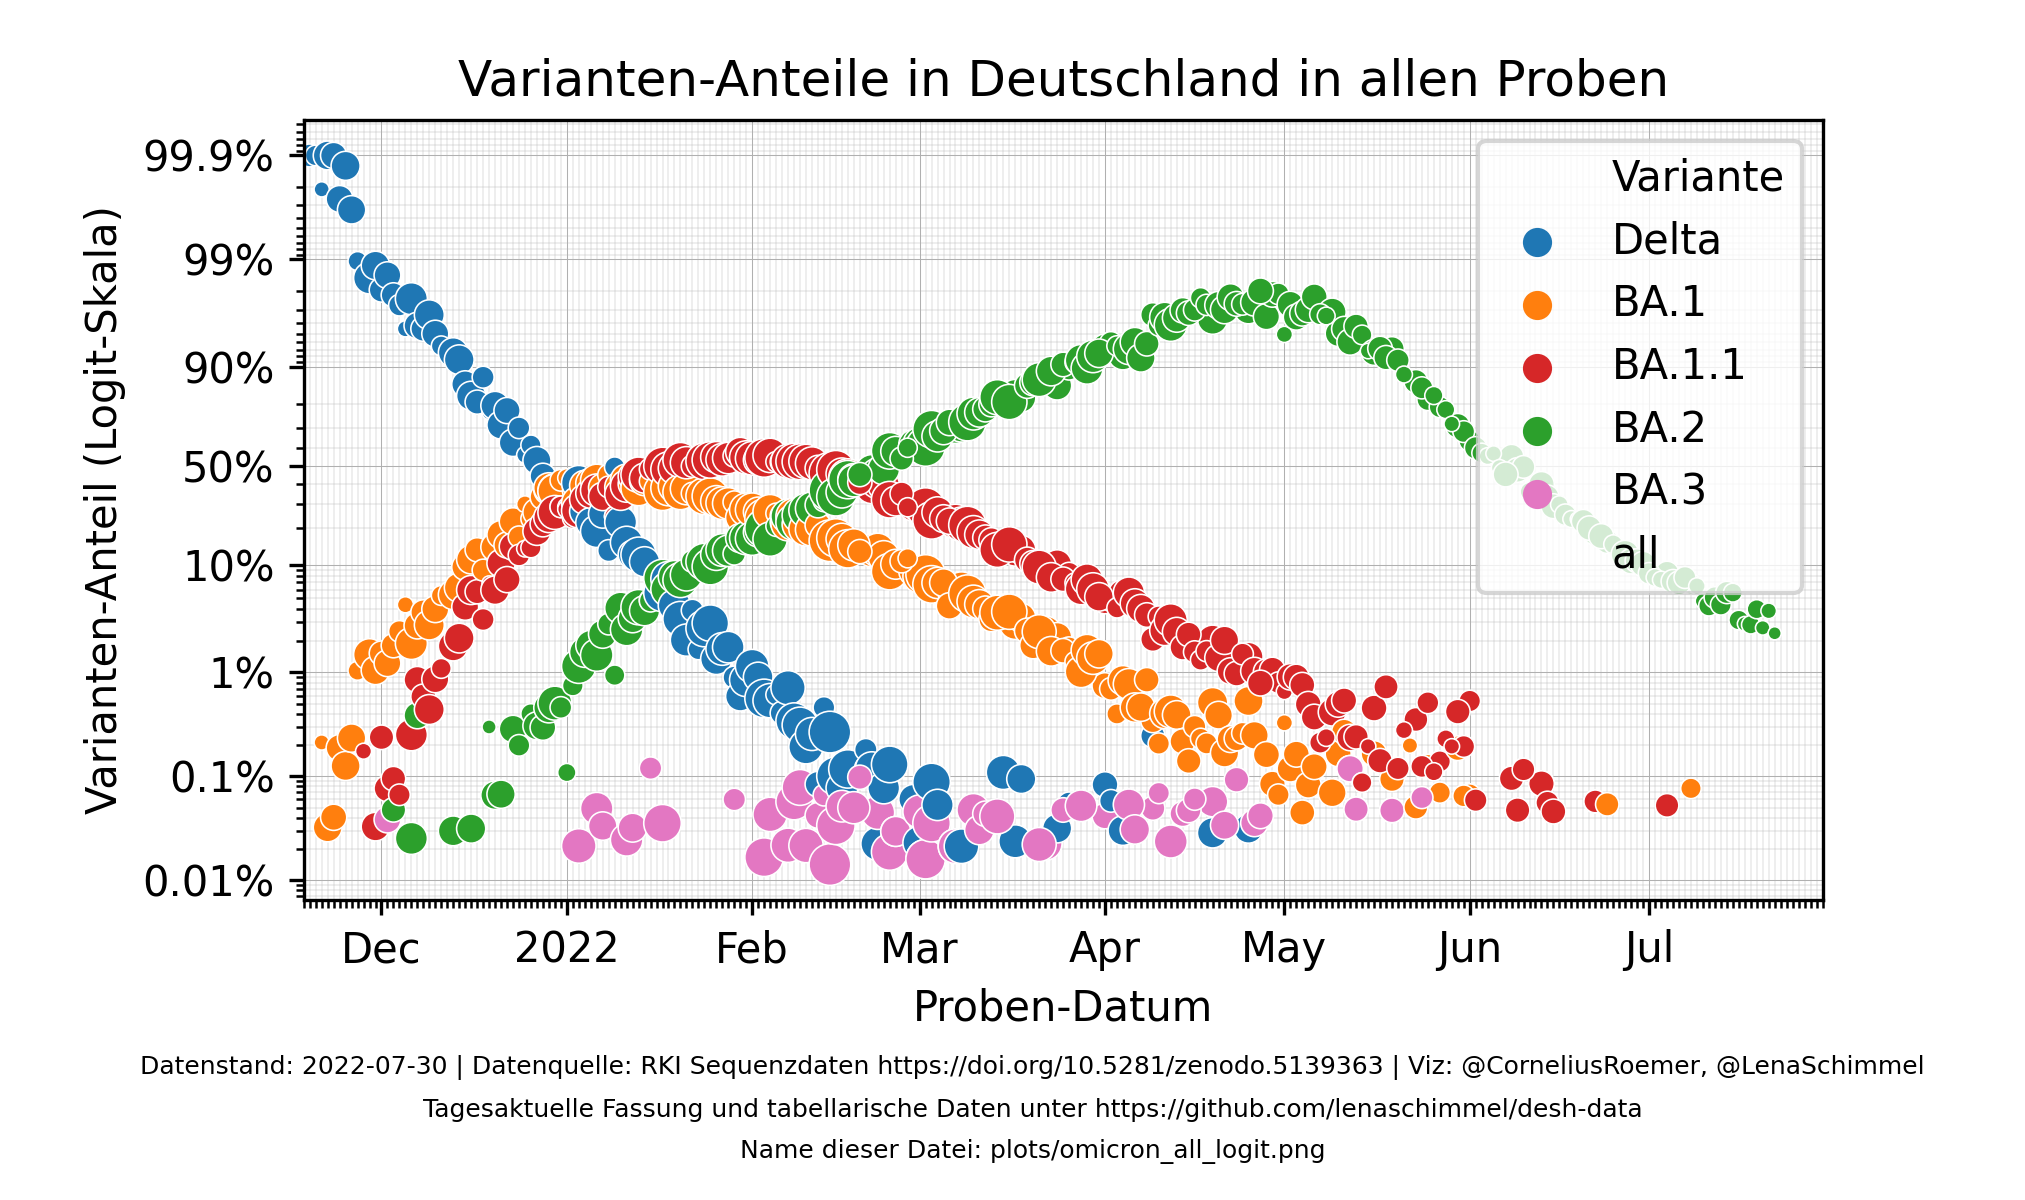 Varianten-Anteile in Deutschland in allen Proben
Varianten-Anteil (Logit-Skala)
99.9%
99%
90%
50%
10%
1%
0.1%
0.01%
Variante
Delta
BA.1
BA.1.1
BA.2
BA.3
all
Dec 2022 Feb Mar Apr May Jun Jul
Proben-Datum
Datenstand: 2022-07-30 | Datenquelle: RKI Sequenzdaten https://doi.org/10.5281/zenodo.5139363 | Viz: @CorneliusRoemer, @LenaSchimmel
Tagesaktuelle Fassung und tabellarische Daten unter https://github.com/lenaschimmel/desh-data
Name dieser Datei: plots/omicron_all_logit.png